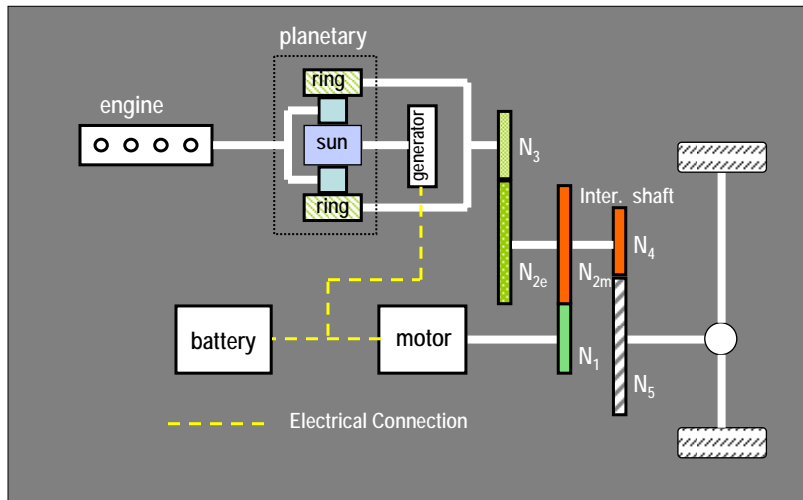 planetary
ring
engine
sun
generator
N3
ring
Inter. shaft
N4
N2e
N2m
battery
motor
N1
N5
Electrical Connection